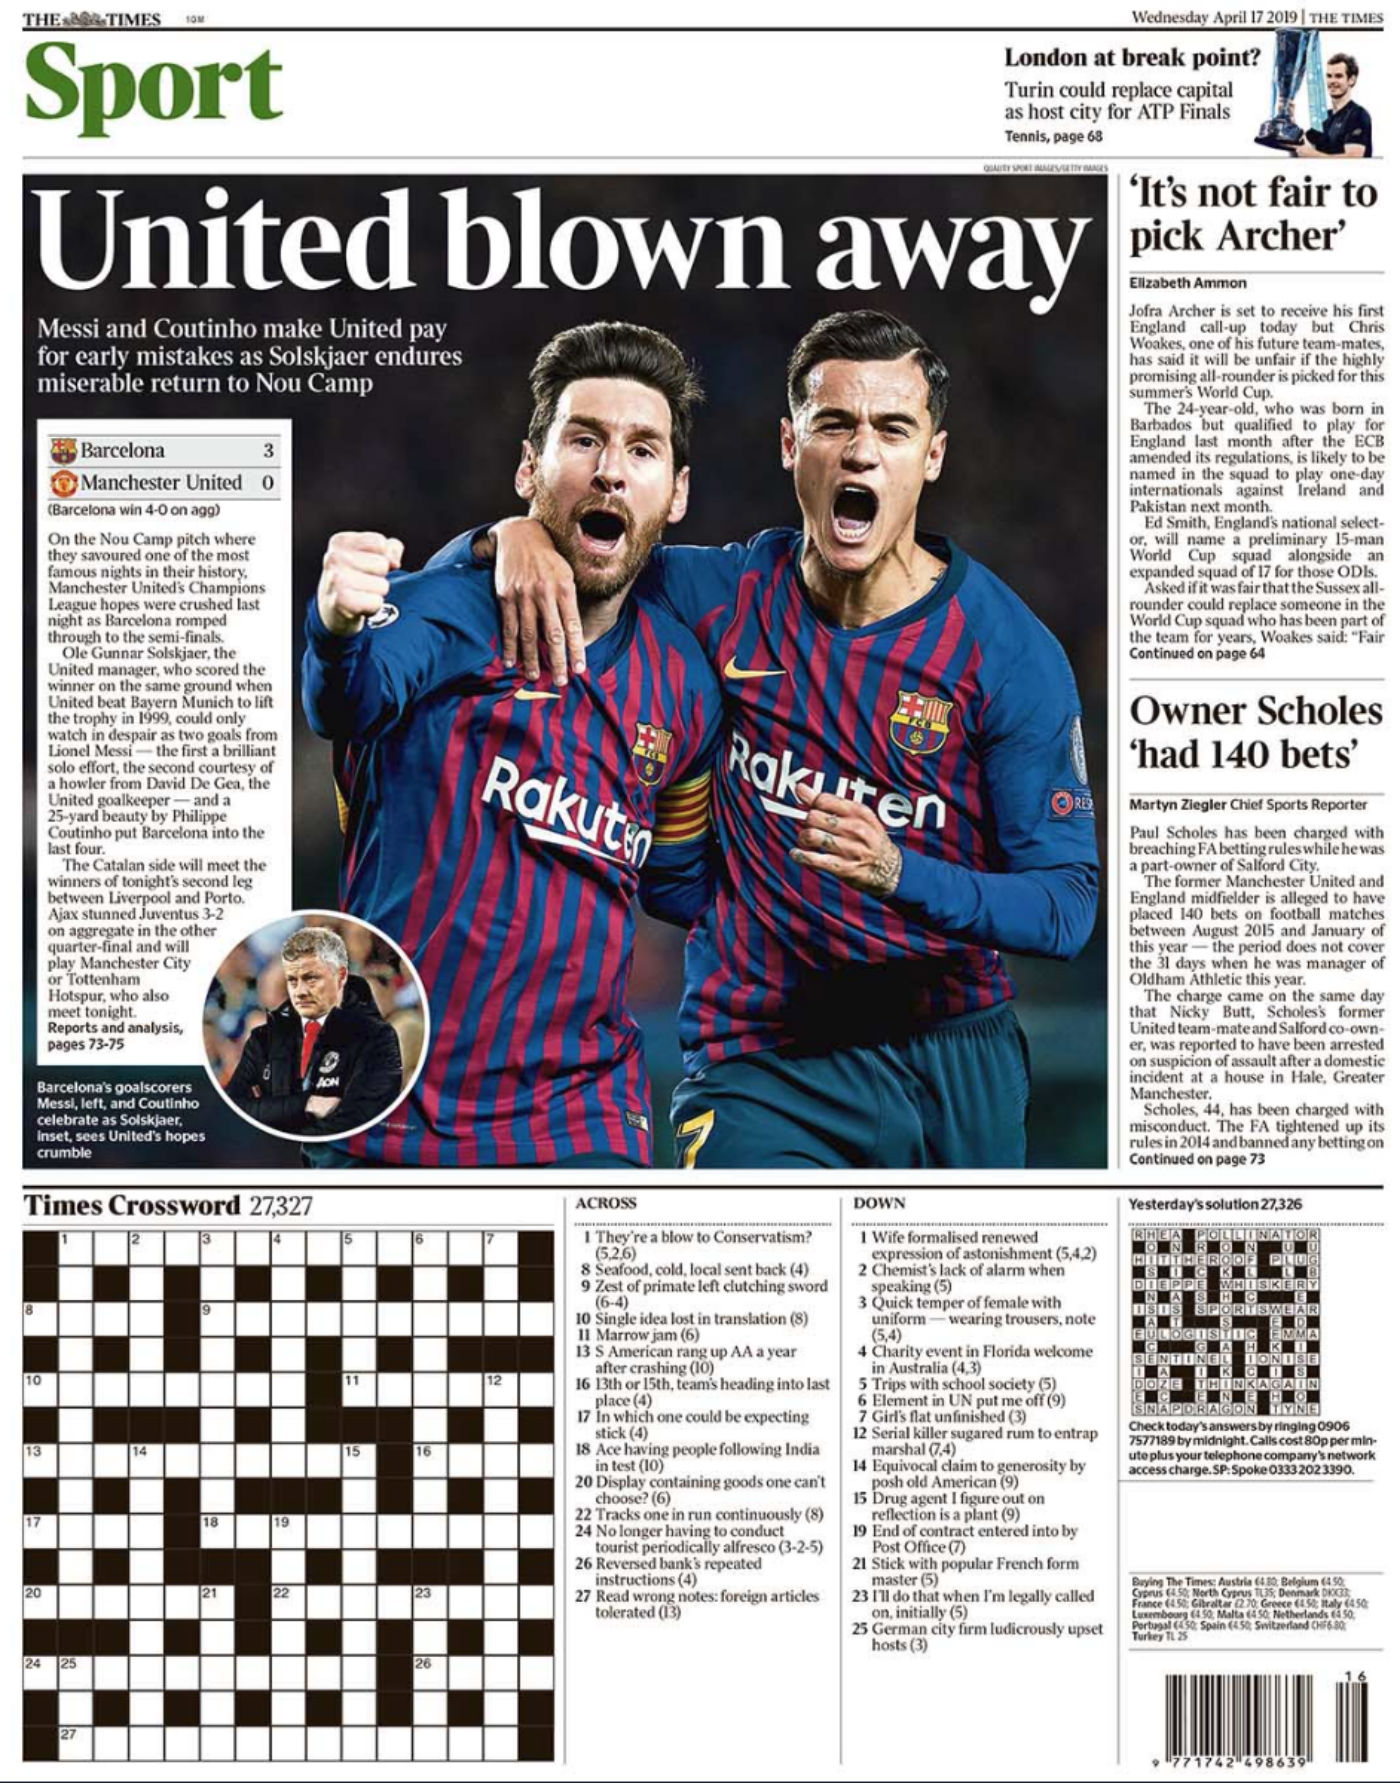 THE TIMES
1GM
Wednesday April 17 2019 | THE TIMES
Sport
London at break point?
Turin could replace capital
as host city for ATP Finals
Tennis, page 68
QUALITY SPORT IMAGES/GETTY IMAGES
United blown away
Messi and Coutinho make United pay
for early mistakes as Solskjaer endures
miserable return to Nou Camp
Barcelona 3
Manchester United 0
(Barcelona win 4-0 on agg)
On the Nou Camp pitch where
they savoured one of the most
famous nights in their history,
Manchester United's Champions
League hopes were crushed last
night as Barcelona romped
through to the semi-finals.
Ole Gunnar Solskjaer, the
United manager, who scored the
winner on the same ground when
United beat Bayern Munich to lift
the trophy in 1999, could only
watch in despair as two goals from
Lionel Messi — the first a brilliant
solo effort, the second courtesy of
a howler from David De Gea, the
United goalkeeper — and a
25-yard beauty by Philippe
Coutinho put Barcelona into the
last four.
The Catalan side will meet the
winners of tonight's second leg
between Liverpool and Porto.
Ajax stunned Juventus 3-2
on aggregate in the other
quarter-final and will
play Manchester City
or Tottenham
Hotspur, who also
meet tonight.
Reports and analysis,
pages 73-75
Barcelona's goalscorers
Messi, left, and Coutinho
celebrate as Solskjaer,
inset, sees United's hopes
crumble
Rakuten
FCB
Rakuten
FCB
RES
7
AON
'It's not fair to
pick Archer'
Elizabeth Ammon
Jofra Archer is set to receive his first
England call-up today but Chris
Woakes, one of his future team-mates,
has said it will be unfair if the highly
promising all-rounder is picked for this
summer's World Cup.
The 24-year-old, who was born in
Barbados but qualified to play for
England last month after the ECB
amended its regulations, is likely to be
named in the squad to play one-day
internationals against Ireland and
Pakistan next month.
Ed Smith, England's national select-
or, will name a preliminary 15-man
World Cup squad alongside an
expanded squad of 17 for those ODIs.
Asked if it was fair that the Sussex all-
rounder could replace someone in the
World Cup squad who has been part of
the team for years, Woakes said: "Fair
Continued on page 64
Owner Scholes
'had 140 bets'
Martyn Ziegler Chief Sports Reporter
Paul Scholes has been charged with
breaching FA betting rules while he was
a part-owner of Salford City.
The former Manchester United and
England midfielder is alleged to have
placed 140 bets on football matches
between August 2015 and January of
this year — the period does not cover
the 31 days when he was manager of
Oldham Athletic this year.
The charge came on the same day
that Nicky Butt, Scholes's former
United team-mate and Salford co-own-
er, was reported to have been arrested
on suspicion of assault after a domestic
incident at a house in Hale, Greater
Manchester.
Scholes, 44, has been charged with
misconduct. The FA tightened up its
rules in 2014 and banned any betting on
Continued on page 73
Times Crossword 27,327
1 2 3 4 5 6 7
8 9
10 11 12
13 14 15 16
17 18 19
20 21 22 23
24 25 26
27
ACROSS
1 They're a blow to Conservatism?
(5,2,6)
8 Seafood, cold, local sent back (4)
9 Zest of primate left clutching sword
(6-4)
10 Single idea lost in translation (8)
11 Marrow jam (6)
13 S American rang up AA a year
after crashing (10)
16 13th or 15th, team's heading into last
place (4)
17 In which one could be expecting
stick (4)
18 Ace having people following India
in test (10)
20 Display containing goods one can't
choose? (6)
22 Tracks one in run continuously (8)
24 No longer having to conduct
tourist periodically alfresco (3-2-5)
26 Reversed bank's repeated
instructions (4)
27 Read wrong notes: foreign articles
tolerated (13)
DOWN
1 Wife formalised renewed
expression of astonishment (5,4,2)
2 Chemist's lack of alarm when
speaking (5)
3 Quick temper of female with
uniform — wearing trousers, note
(5,4)
4 Charity event in Florida welcome
in Australia (4,3)
5 Trips with school society (5)
6 Element in UN put me off (9)
7 Girl's flat unfinished (3)
12 Serial killer sugared rum to entrap
marshal (7,4)
14 Equivocal claim to generosity by
posh old American (9)
15 Drug agent I figure out on
reflection is a plant (9)
19 End of contract entered into by
Post Office (7)
21 Stick with popular French form
master (5)
23 I'll do that when I'm legally called
on, initially (5)
25 German city firm ludicrously upset
hosts (3)
Yesterday's solution 27,326
RHEA POLLINATOR
HITTHEROOF PLUG
DIEPPE WHISKERY
ISIS SPORTSWEAR
EULOGISTIC EMMA
SENTINEL IONISE
DOZE THINKAGAIN
SNAPDRAGON TYNE
Check today's answers by ringing 0906
7577189 by midnight. Calls cost 80p per min-
ute plus your telephone company's network
access charge. SP: Spoke 0333 202 3390.
Buying The Times: Austria €4.80; Belgium €4.50;
Cyprus €4.50; North Cyprus TL35; Denmark DKK33;
France €4.50; Gibraltar £2.70; Greece €4.50; Italy €4.50;
Luxembourg €4.50; Malta €4.50; Netherlands €4.50;
Portugal €4.50; Spain €4.50; Switzerland CHF6.80;
Turkey TL 25
16
9 771742 498639